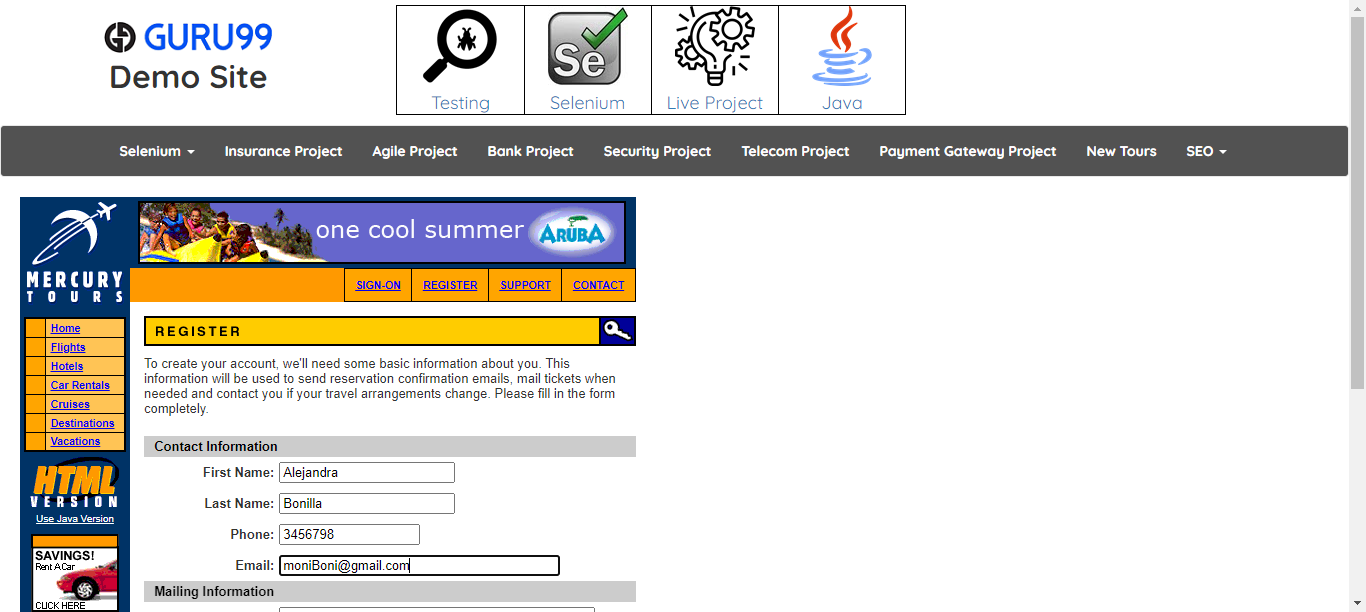 GURU99
Demo Site
Se
Testing
Selenium
Live Project
Java
Selenium
Insurance Project
Agile Project
Bank Project
Security Project
Telecom Project
Payment Gateway Project
New Tours
SEO
one cool summer
ARUBA
MERCURY
TOURS
SIGN-ON
REGISTER
SUPPORT
CONTACT
Home
Flights
Hotels
Car Rentals
Cruises
Destinations
Vacations
HTML
VERSION
Use Java Version
SAVINGS!
Rent A Car
CLICK HERE
REGISTER
To create your account, we'll need some basic information about you. This
information will be used to send reservation confirmation emails, mail tickets when
needed and contact you if your travel arrangements change. Please fill in the form
completely.
Contact Information
First Name: Alejandra
Last Name: Bonilla
Phone: 3456798
Email: moniBoni@gmail.com
Mailing Information